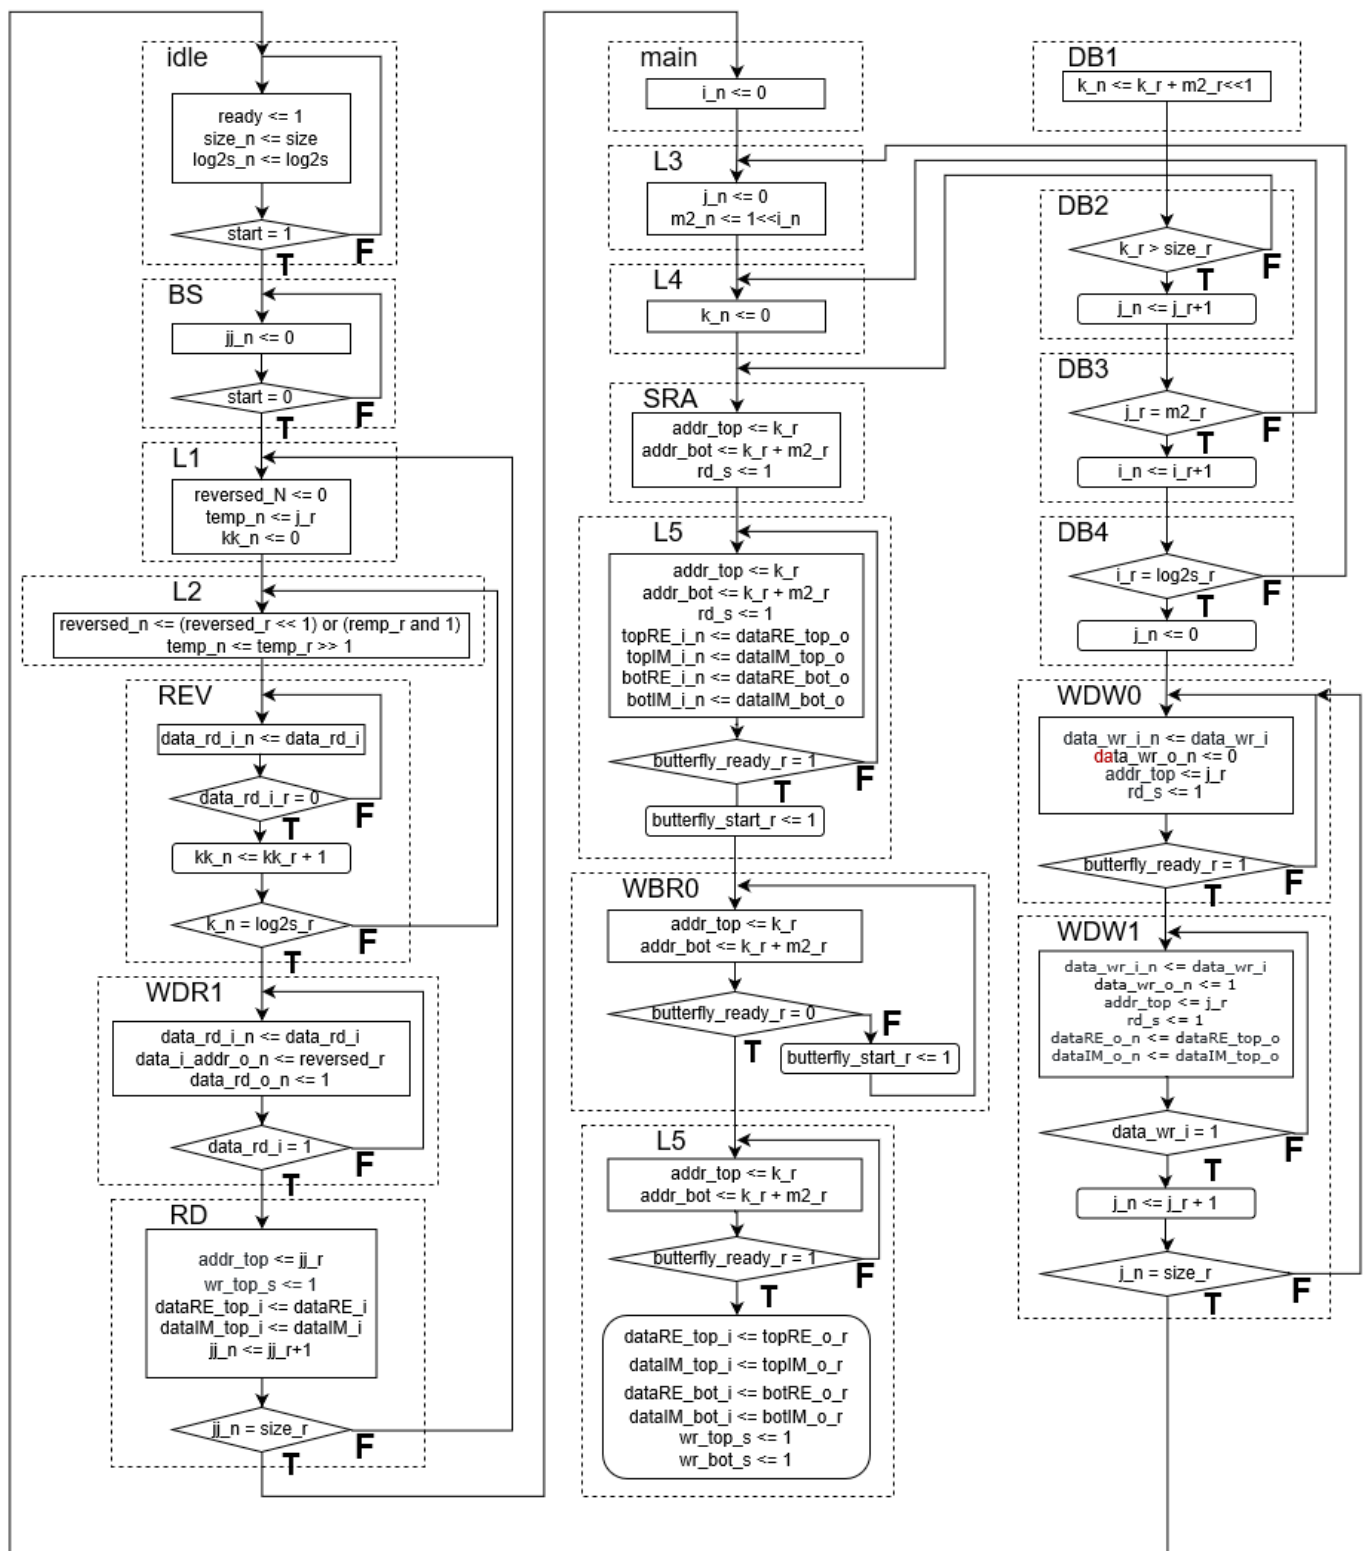 idle
ready <= 1
size_n <= size
log2s_n <= log2s
start = 1
F
T
BS
jj_n <= 0
start = 0
F
T
L1
reversed_N <= 0
temp_n <= j_r
kk_n <= 0
L2
reversed_n <= (reversed_r << 1) or (remp_r and 1)
temp_n <= temp_r >> 1
REV
data_rd_i_n <= data_rd_i
data_rd_i_r = 0
F
T
kk_n <= kk_r + 1
k_n = log2s_r
F
T
WDR1
data_rd_i_n <= data_rd_i
data_i_addr_o_n <= reversed_r
data_rd_o_n <= 1
data_rd_i = 1
F
T
RD
addr_top <= jj_r
wr_top_s <= 1
dataRE_top_i <= dataRE_i
dataIM_top_i <= dataIM_i
jj_n <= jj_r+1
jj_n = size_r
F
T
main
i_n <= 0
L3
j_n <= 0
m2_n <= 1<<i_n
L4
k_n <= 0
SRA
addr_top <= k_r
addr_bot <= k_r + m2_r
rd_s <= 1
L5
addr_top <= k_r
addr_bot <= k_r + m2_r
rd_s <= 1
topRE_i_n <= dataRE_top_o
topIM_i_n <= dataIM_top_o
botRE_i_n <= dataRE_bot_o
botIM_i_n <= dataIM_bot_o
butterfly_ready_r = 1
F
T
butterfly_start_r <= 1
WBR0
addr_top <= k_r
addr_bot <= k_r + m2_r
butterfly_ready_r = 0
F
T
butterfly_start_r <= 1
L5
addr_top <= k_r
addr_bot <= k_r + m2_r
butterfly_ready_r = 1
F
T
dataRE_top_i <= topRE_o_r
dataIM_top_i <= topIM_o_r
dataRE_bot_i <= botRE_o_r
dataIM_bot_i <= botIM_o_r
wr_top_s <= 1
wr_bot_s <= 1
DB1
k_n <= k_r + m2_r<<1
DB2
k_r > size_r
F
T
j_n <= j_r+1
DB3
j_r = m2_r
F
T
i_n <= i_r+1
DB4
i_r = log2s_r
F
T
j_n <= 0
WDW0
data_wr_i_n <= data_wr_i
data_wr_o_n <= 0
addr_top <= j_r
rd_s <= 1
butterfly_ready_r = 1
F
T
WDW1
data_wr_i_n <= data_wr_i
data_wr_o_n <= 1
addr_top <= j_r
rd_s <= 1
dataRE_o_n <= dataRE_top_o
dataIM_o_n <= dataIM_top_o
data_wr_i = 1
F
T
j_n <= j_r + 1
j_n = size_r
F
T